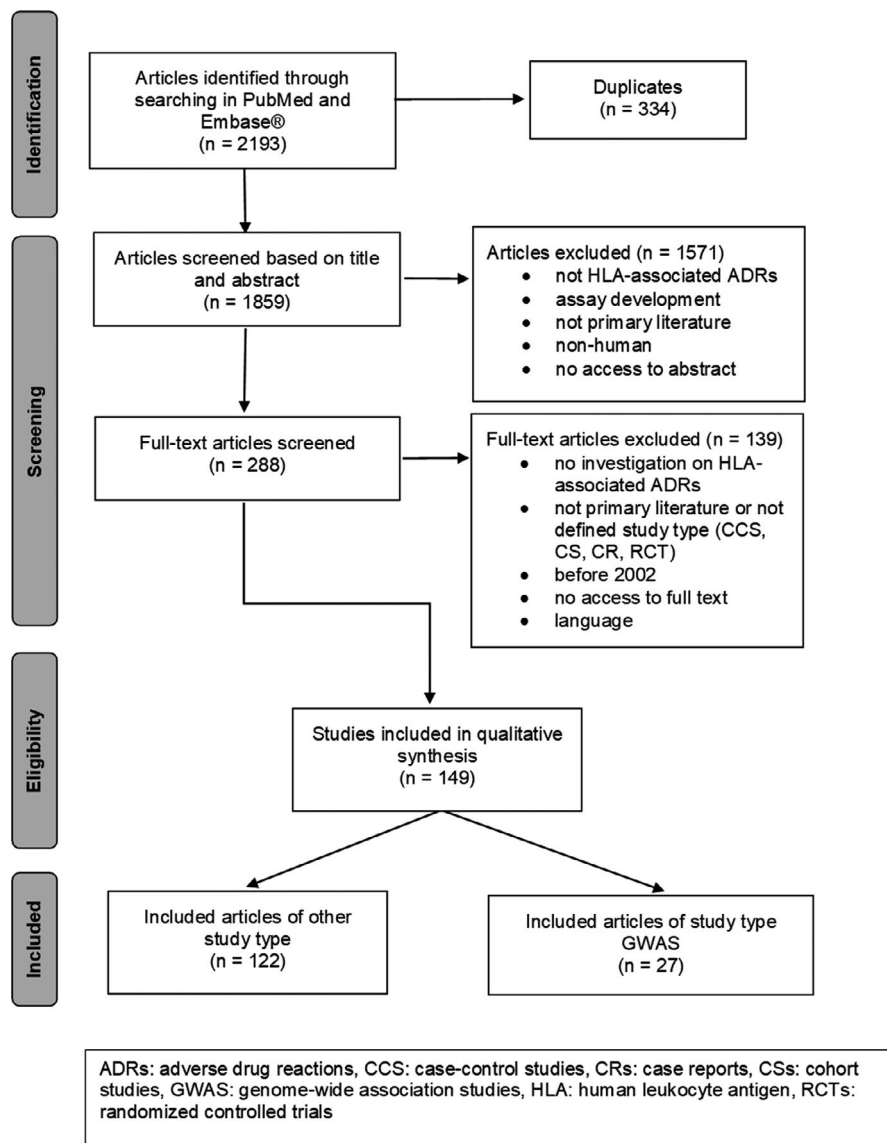 Identification
Articles identified through
searching in PubMed and
Embase®
(n = 2193)
Duplicates
(n = 334)
Screening
Articles screened based on title
and abstract
(n = 1859)
Articles excluded (n = 1571)
• not HLA-associated ADRs
• assay development
• not primary literature
• non-human
• no access to abstract
Full-text articles screened
(n = 288)
Full-text articles excluded (n = 139)
• no investigation on HLA-
associated ADRs
• not primary literature or not
defined study type (CCS,
CS, CR, RCT)
• before 2002
• no access to full text
• language
Eligibility
Studies included in qualitative
synthesis
(n = 149)
Included
Included articles of other
study type
(n = 122)
Included articles of study type
GWAS
(n = 27)
ADRs: adverse drug reactions, CCS: case-control studies, CRs: case reports, CSs: cohort
studies, GWAS: genome-wide association studies, HLA: human leukocyte antigen, RCTs:
randomized controlled trials